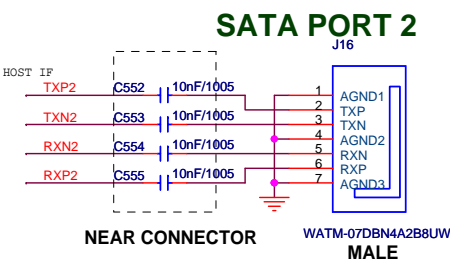 SATA PORT 2
J16
HOST IF
TXP2 C552 10nF/1005
TXN2 C553 10nF/1005
RXN2 C554 10nF/1005
RXP2 C555 10nF/1005
1 AGND1
2 TXP
3 TXN
4 AGND2
5 RXN
6 RXP
7 AGND3
NEAR CONNECTOR
WATM-07DBN4A2B8UW
MALE